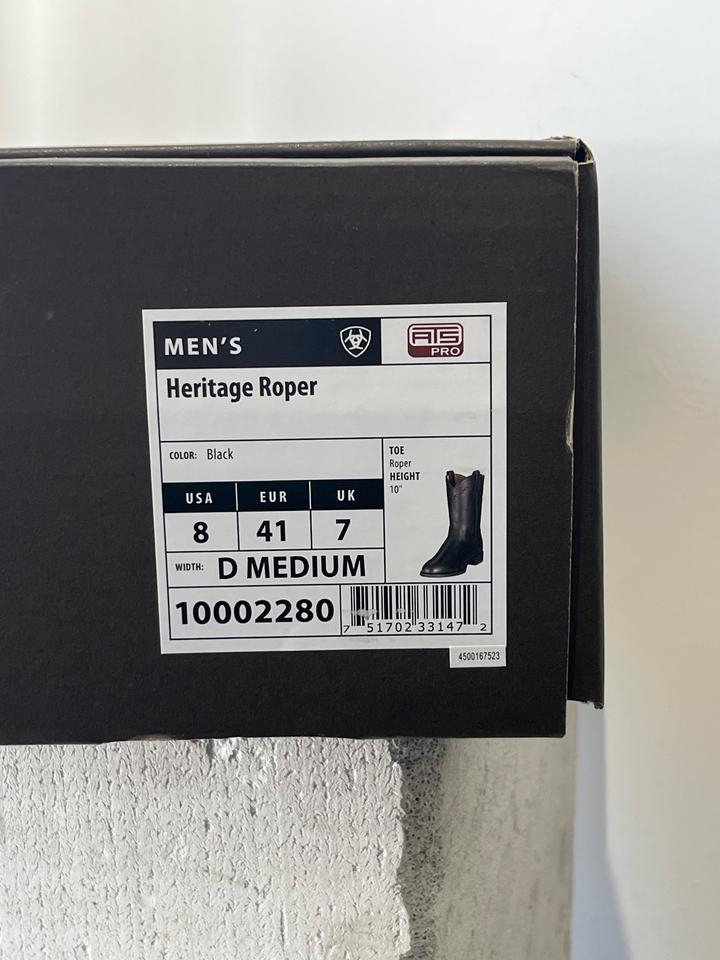 MEN'S
ATS
PRO
Heritage Roper
COLOR: Black
TOE
Roper
HEIGHT
10"
USA EUR UK
8 41 7
WIDTH: D MEDIUM
10002280
7 51702 33147 2
4500167523